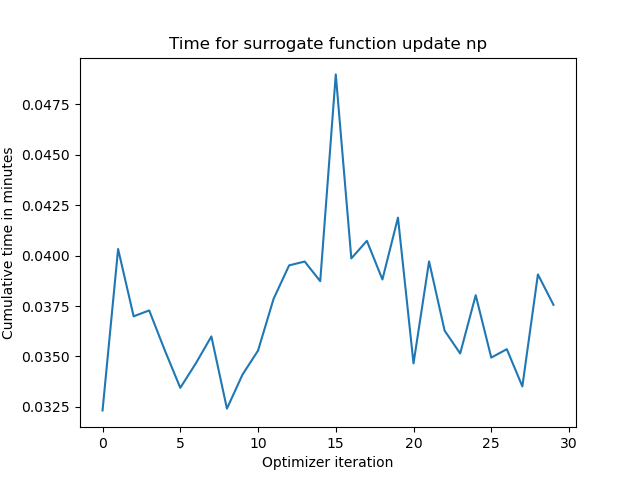 Time for surrogate function update np
Cumulative time in minutes
0.0475
0.0450
0.0425
0.0400
0.0375
0.0350
0.0325
0 5 10 15 20 25 30
Optimizer iteration